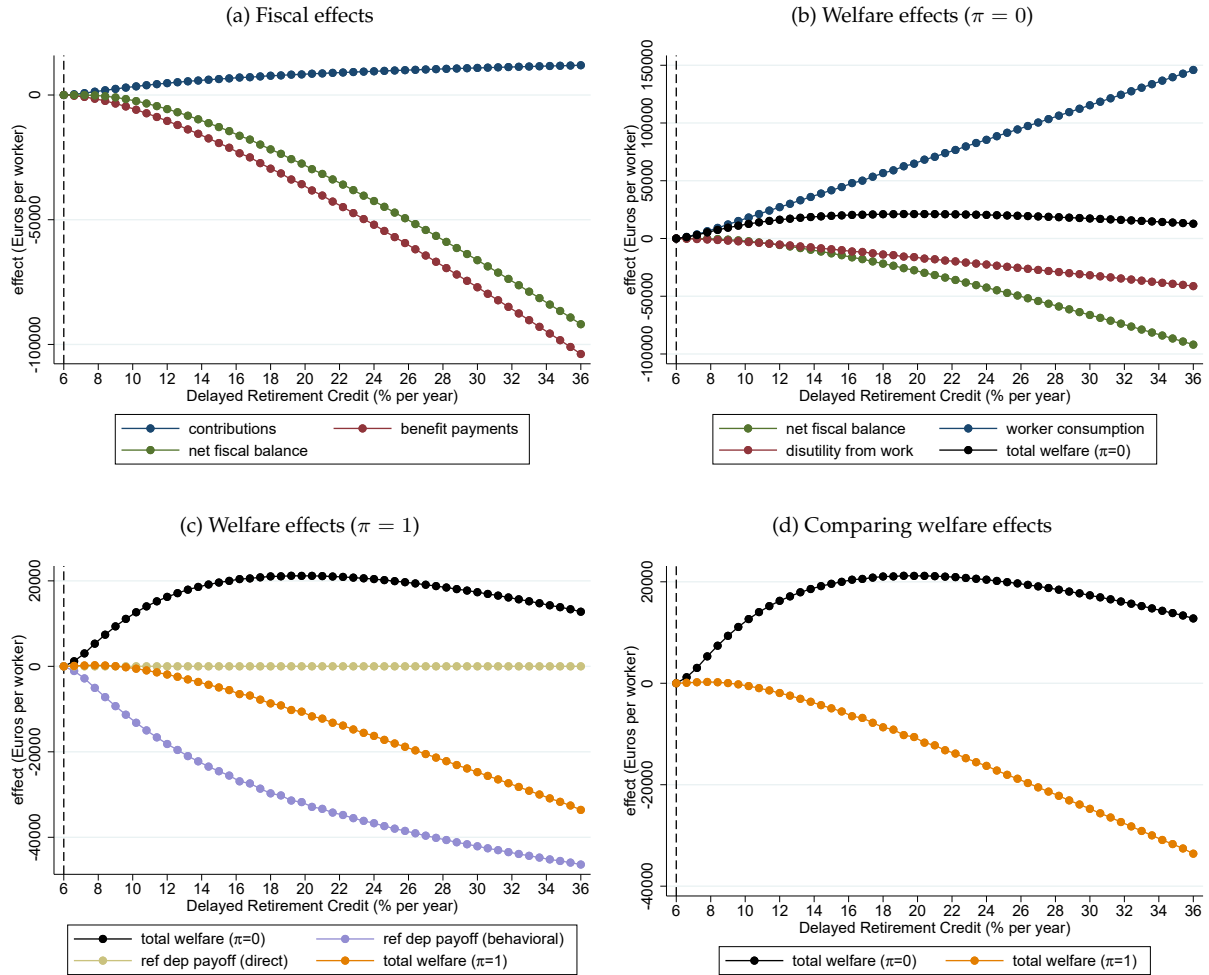 (a) Fiscal effects
effect (Euros per worker)
0
-50000
-100000
6 8 10 12 14 16 18 20 22 24 26 28 30 32 34 36
Delayed Retirement Credit (% per year)
contributions
benefit payments
net fiscal balance
(b) Welfare effects (π = 0)
effect (Euros per worker)
150000
100000
50000
0
-50000
-100000
6 8 10 12 14 16 18 20 22 24 26 28 30 32 34 36
Delayed Retirement Credit (% per year)
net fiscal balance
worker consumption
disutility from work
total welfare (π=0)
(c) Welfare effects (π = 1)
effect (Euros per worker)
20000
0
-20000
-40000
6 8 10 12 14 16 18 20 22 24 26 28 30 32 34 36
Delayed Retirement Credit (% per year)
total welfare (π=0)
ref dep payoff (behavioral)
ref dep payoff (direct)
total welfare (π=1)
(d) Comparing welfare effects
effect (Euros per worker)
20000
0
-20000
-40000
6 8 10 12 14 16 18 20 22 24 26 28 30 32 34 36
Delayed Retirement Credit (% per year)
total welfare (π=0)
total welfare (π=1)